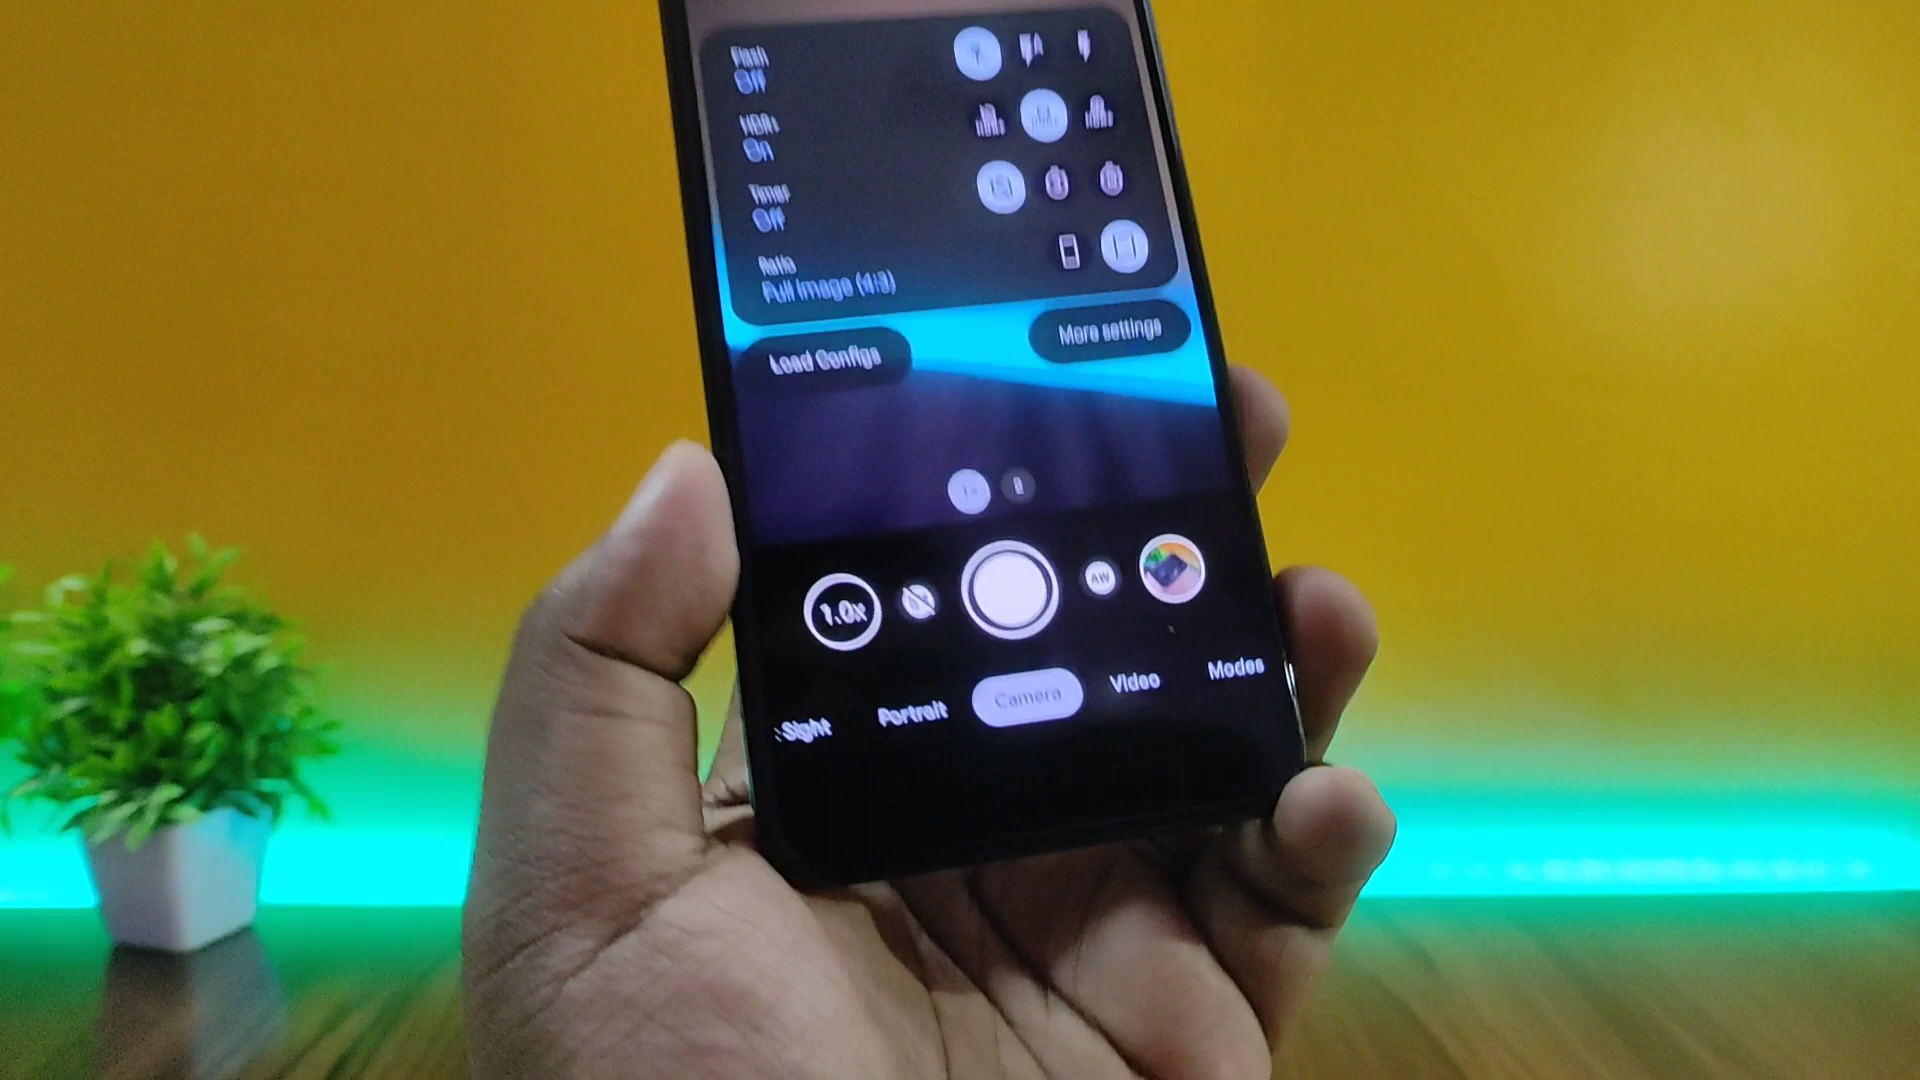 Flash
Off
HDR+
On
Timer
Off
Ratio
Full image (4:3)
More settings
Load Configs
1.0x
AW
Sight
Portrait
Camera
Video
Modes